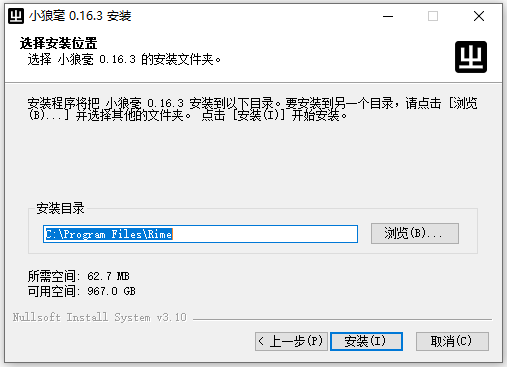 小狼毫 0.16.3 安装
选择安装位置
选择 小狼毫 0.16.3 的安装文件夹。
安装程序将把 小狼毫 0.16.3 安装到以下目录。要安装到另一个目录，请点击 [浏览
(B)...] 并选择其他的文件夹。 点击 [安装(I)] 开始安装。
安装目录
C:\Program Files\Rime
浏览(B)...
所需空间: 62.7 MB
可用空间: 967.0 GB
Nullsoft Install System v3.10
< 上一步(P)
安装(I)
取消(C)